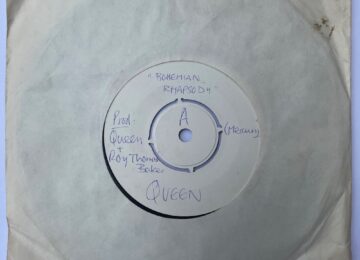 "BOHEMIAN
RHAPSODY"
A
Prod:
Queen
+
Roy Thomas
Baker
(Mercury)
QUEEN